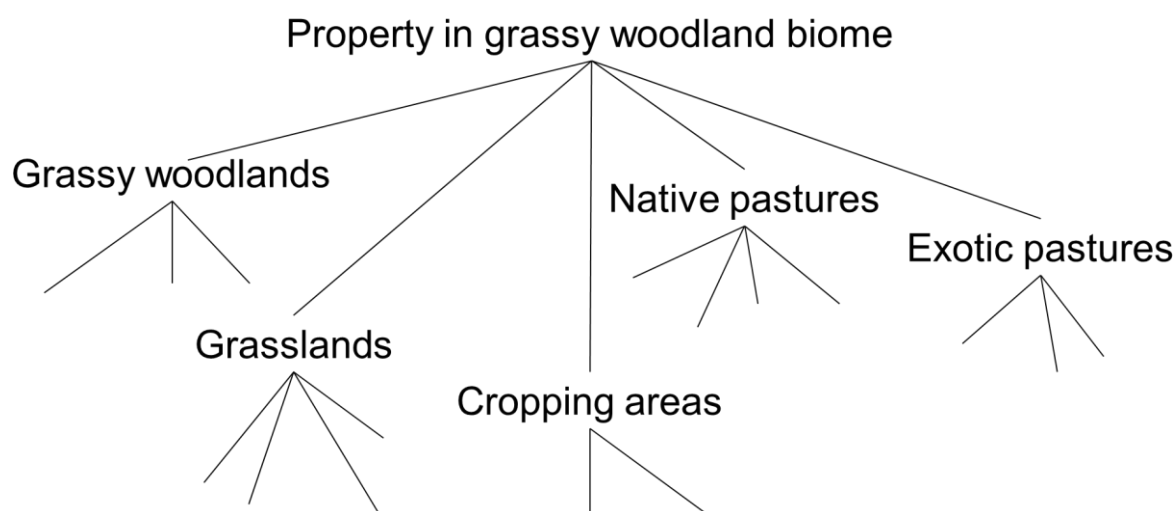 Property in grassy woodland biome
Grassy woodlands
Native pastures
Exotic pastures
Grasslands
Cropping areas